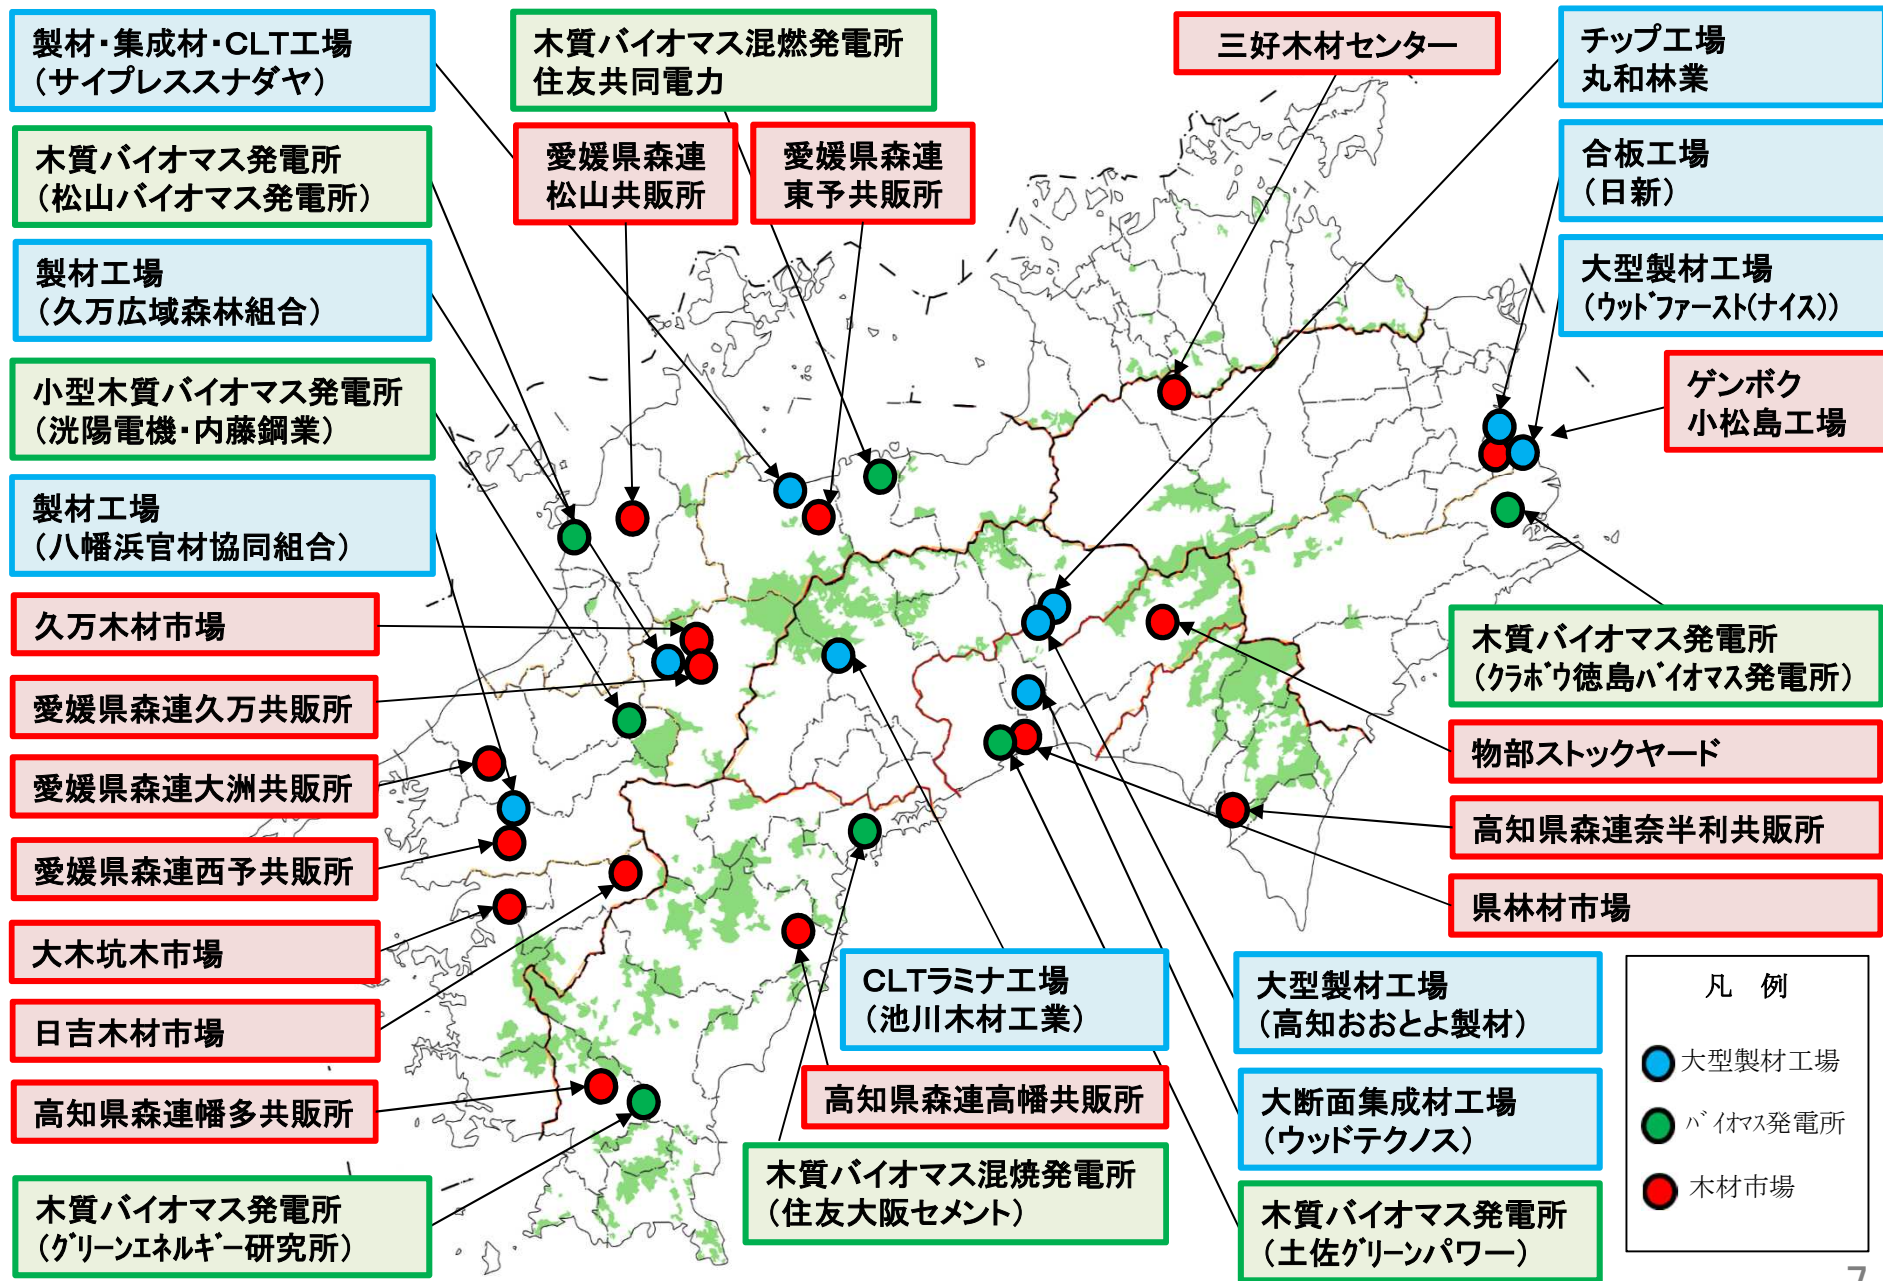 製材・集成材・CLT工場
（サイプレススナダヤ）
木質バイオマス混燃発電所
住友共同電力
三好木材センター
チップ工場
丸和林業
木質バイオマス発電所
（松山バイオマス発電所）
愛媛県森連
松山共販所
愛媛県森連
東予共販所
合板工場
（日新）
製材工場
（久万広域森林組合）
大型製材工場
（ウッドファースト(ナイス)）
小型木質バイオマス発電所
（洸陽電機・内藤鋼業）
ゲンボク
小松島工場
製材工場
（八幡浜官材協同組合）
久万木材市場
木質バイオマス発電所
（クラボウ徳島バイオマス発電所）
愛媛県森連久万共販所
物部ストックヤード
愛媛県森連大洲共販所
高知県森連奈半利共販所
愛媛県森連西予共販所
県林材市場
大木坑木市場
CLTラミナ工場
（池川木材工業）
大型製材工場
（高知おおとよ製材）
日吉木材市場
高知県森連幡多共販所
高知県森連高幡共販所
大断面集成材工場
（ウッドテクノス）
木質バイオマス発電所
（グリーンエネルギー研究所）
木質バイオマス混焼発電所
（住友大阪セメント）
木質バイオマス発電所
（土佐グリーンパワー）
凡 例
大型製材工場
バイオマス発電所
木材市場
7